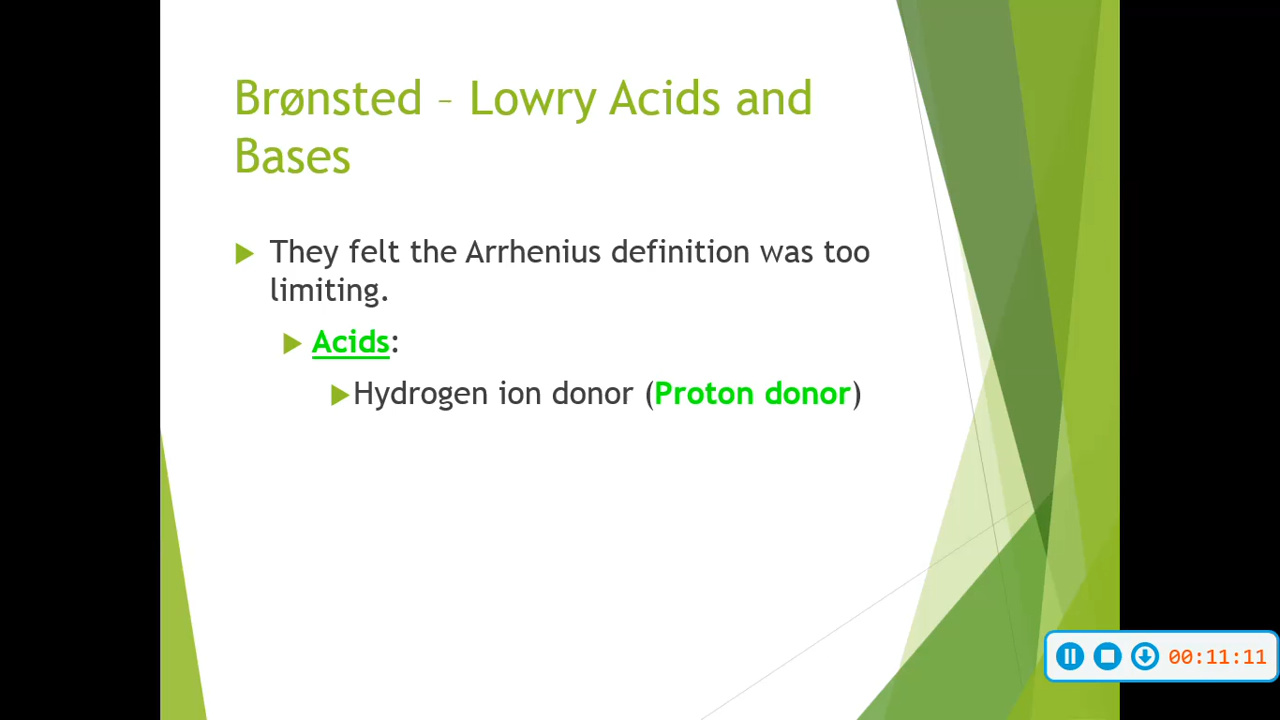 Brønsted – Lowry Acids and
Bases
They felt the Arrhenius definition was too
limiting.
Acids:
Hydrogen ion donor (Proton donor)
00:11:11